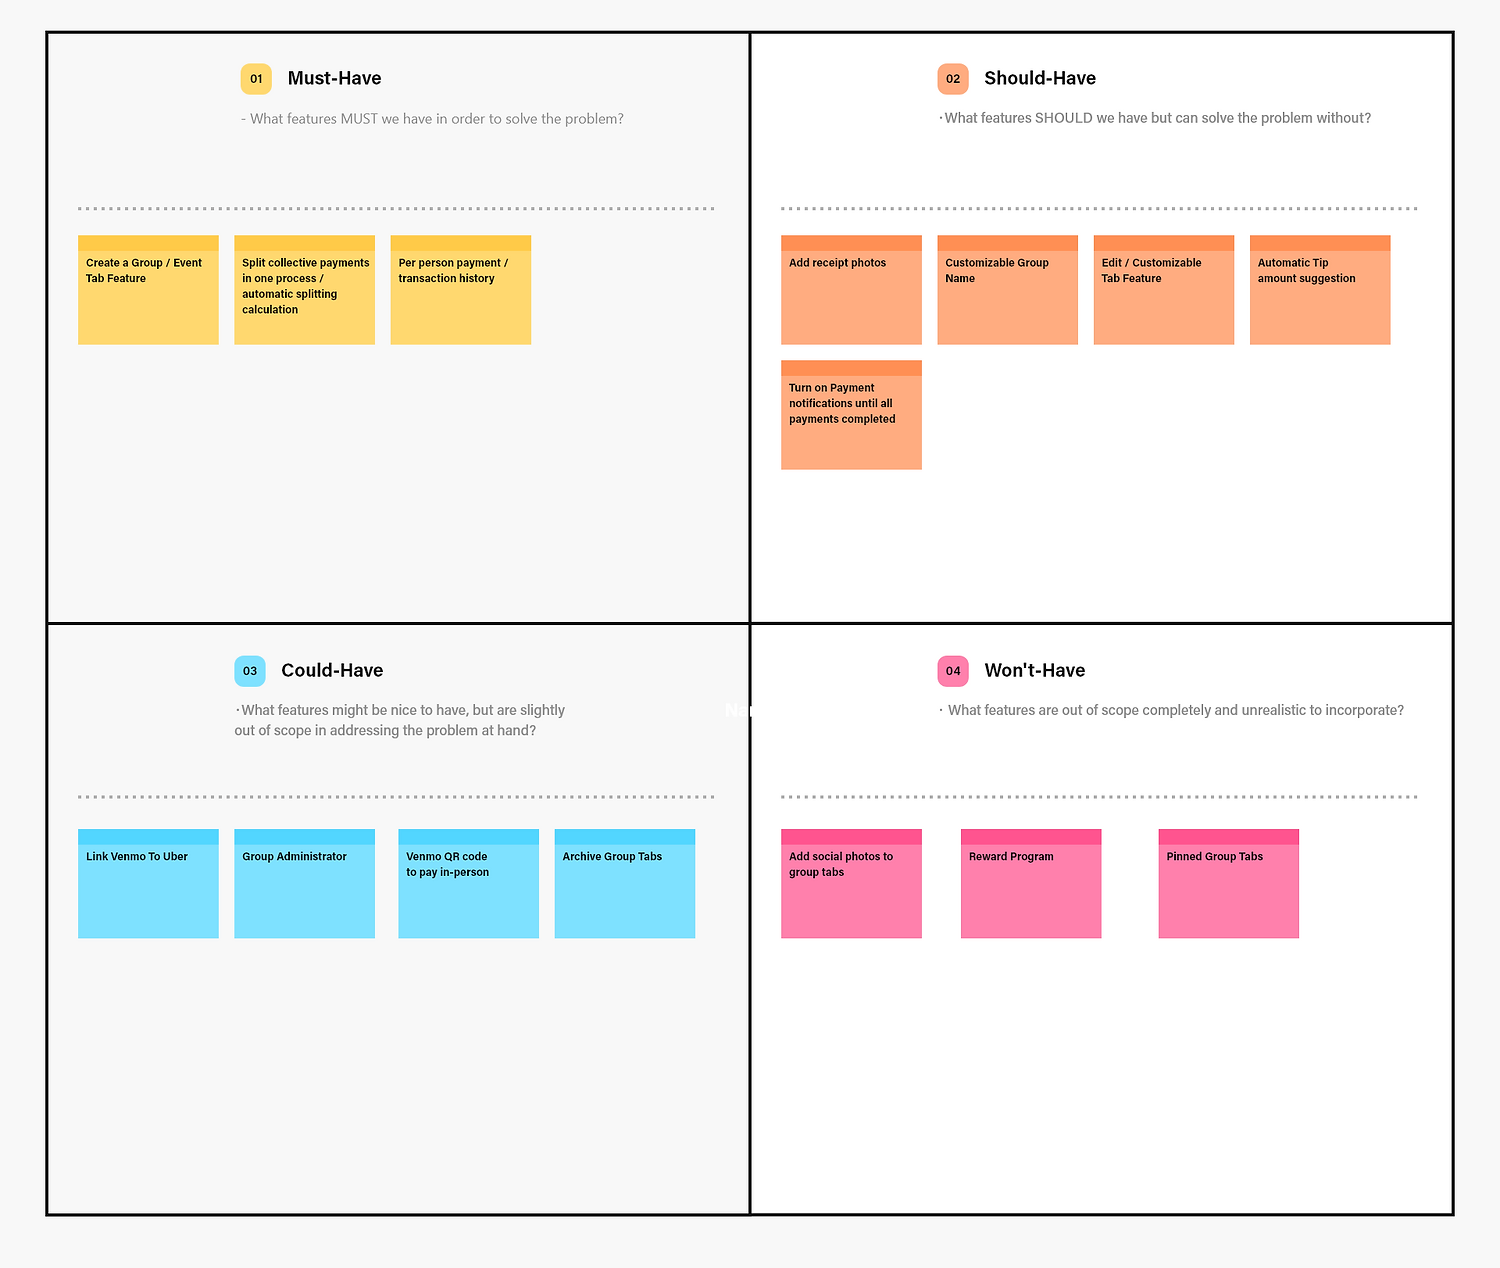 01 Must-Have
- What features MUST we have in order to solve the problem?
Create a Group / Event
Tab Feature
Split collective payments
in one process /
automatic splitting
calculation
Per person payment /
transaction history
02 Should-Have
·What features SHOULD we have but can solve the problem without?
Add receipt photos
Customizable Group
Name
Edit / Customizable
Tab Feature
Automatic Tip
amount suggestion
Turn on Payment
notifications until all
payments completed
03 Could-Have
·What features might be nice to have, but are slightly
out of scope in addressing the problem at hand?
Link Venmo To Uber
Group Administrator
Venmo QR code
to pay in-person
Archive Group Tabs
04 Won't-Have
· What features are out of scope completely and unrealistic to incorporate?
Add social photos to
group tabs
Reward Program
Pinned Group Tabs